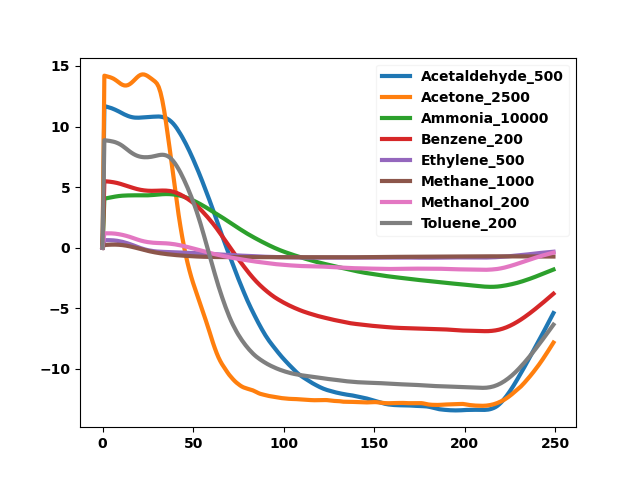 15
10
5
0
−5
−10
0
50
100
150
200
250
Acetaldehyde_500
Acetone_2500
Ammonia_10000
Benzene_200
Ethylene_500
Methane_1000
Methanol_200
Toluene_200